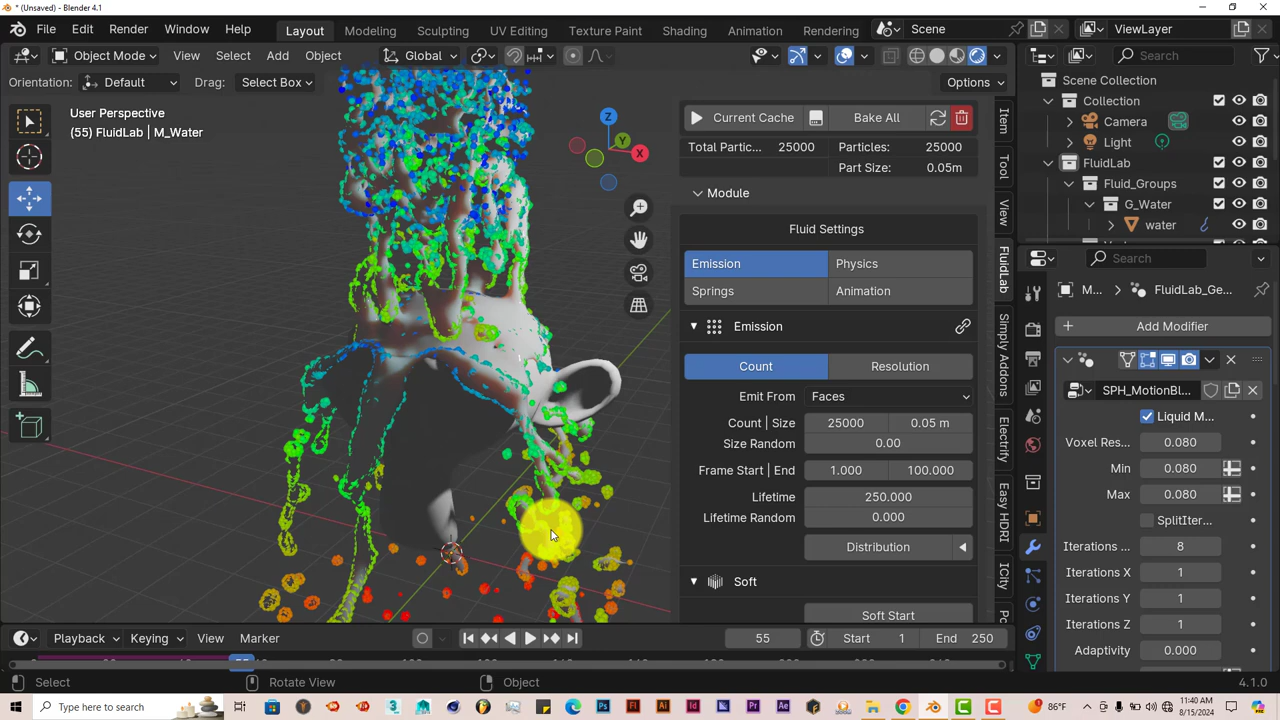 * (Unsaved) - Blender 4.1
File Edit Render Window Help Layout Modeling Sculpting UV Editing Texture Paint Shading Animation Rendering Scene ViewLayer
Object Mode View Select Add Object Global Search
Orientation: Default Drag: Select Box Options
User Perspective
(55) FluidLab | M_Water
Z
Y
X
Current Cache Bake All
Total Partic... 25000 Particles: 25000
Part Size: 0.05m
Module
Fluid Settings
Emission Physics
Springs Animation
Emission
Count Resolution
Emit From Faces
Count | Size 25000 0.05 m
Size Random 0.00
Frame Start | End 1.000 100.000
Lifetime 250.000
Lifetime Random 0.000
Distribution
Soft
Soft Start
Item
Tool
View
FluidLab
Simply Addons
Electrify
Easy HDRI
ICity
Scene Collection
Collection
Camera
Light
FluidLab
Fluid_Groups
G_Water
water
Search
M... FluidLab_Ge...
Add Modifier
SPH_MotionBl...
Liquid M...
Voxel Res... 0.080
Min 0.080
Max 0.080
SplitIter...
Iterations ... 8
Iterations X 1
Iterations Y 1
Iterations Z 1
Adaptivity 0.000
Playback Keying View Marker 55 Start 1 End 250
55
Select Rotate View Object 4.1.0
Type here to search 86°F 11:40 AM
8/15/2024